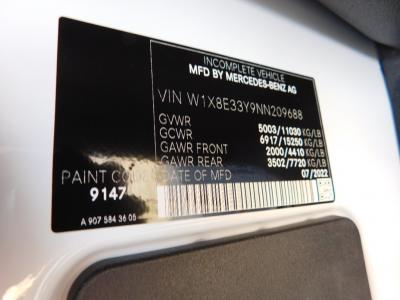 INCOMPLETE VEHICLE
MFD BY MERCEDES-BENZ AG
VIN W1X8E33Y9NN209688
GVWR 5003/11030 KG/LB
GCWR 6917/15250 KG/LB
GAWR FRONT 2000/4410 KG/LB
GAWR REAR 3502/7720 KG/LB
PAINT CODES DATE OF MFD 07/2022
9147
A 907 584 36 05